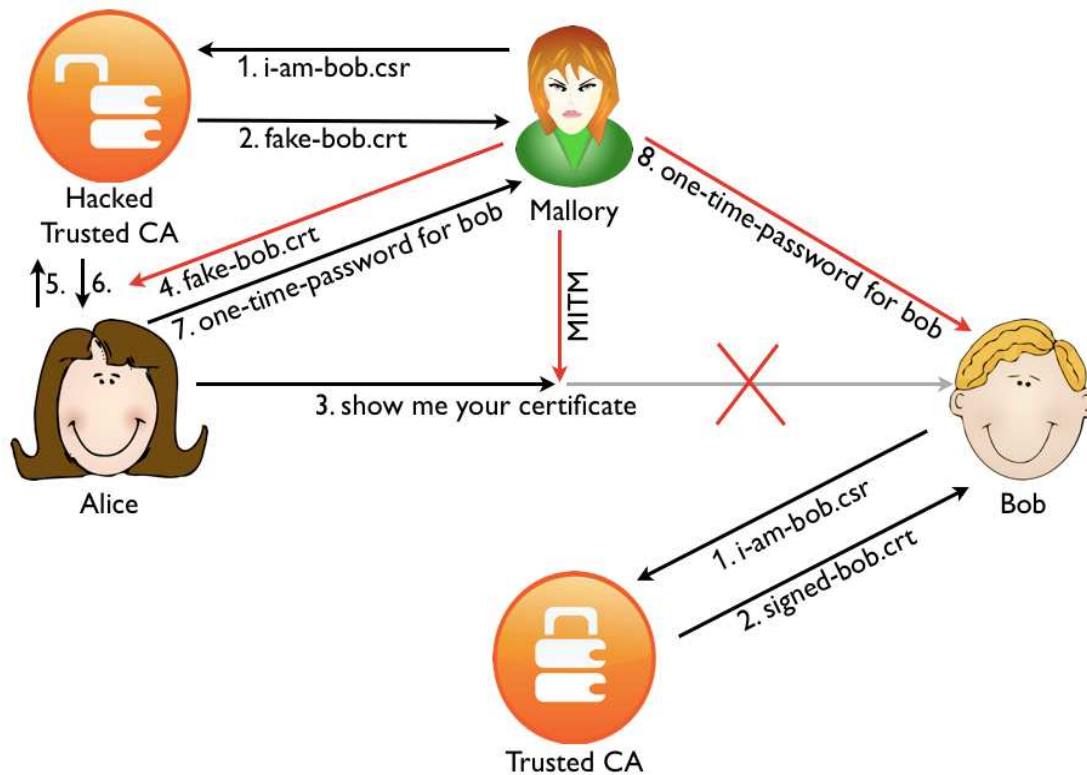 1. i-am-bob.csr
2. fake-bob.crt
Hacked
Trusted CA
Mallory
5.
6.
4. fake-bob.crt
7. one-time-password for bob
8. one-time-password for bob
MITM
3. show me your certificate
Alice
Bob
1. i-am-bob.csr
2. signed-bob.crt
Trusted CA